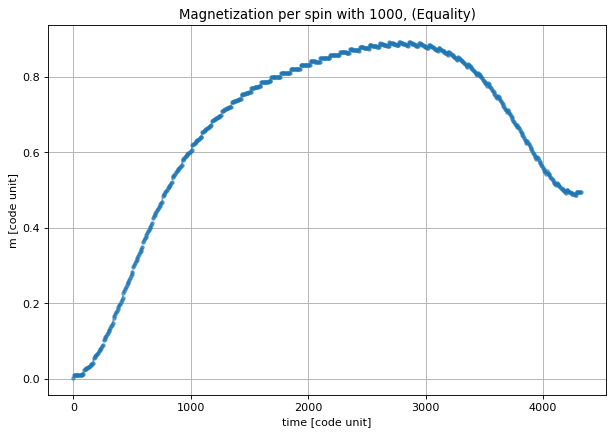 Magnetization per spin with 1000, (Equality)
m [code unit]
0.8
0.6
0.4
0.2
0.0
0 1000 2000 3000 4000
time [code unit]